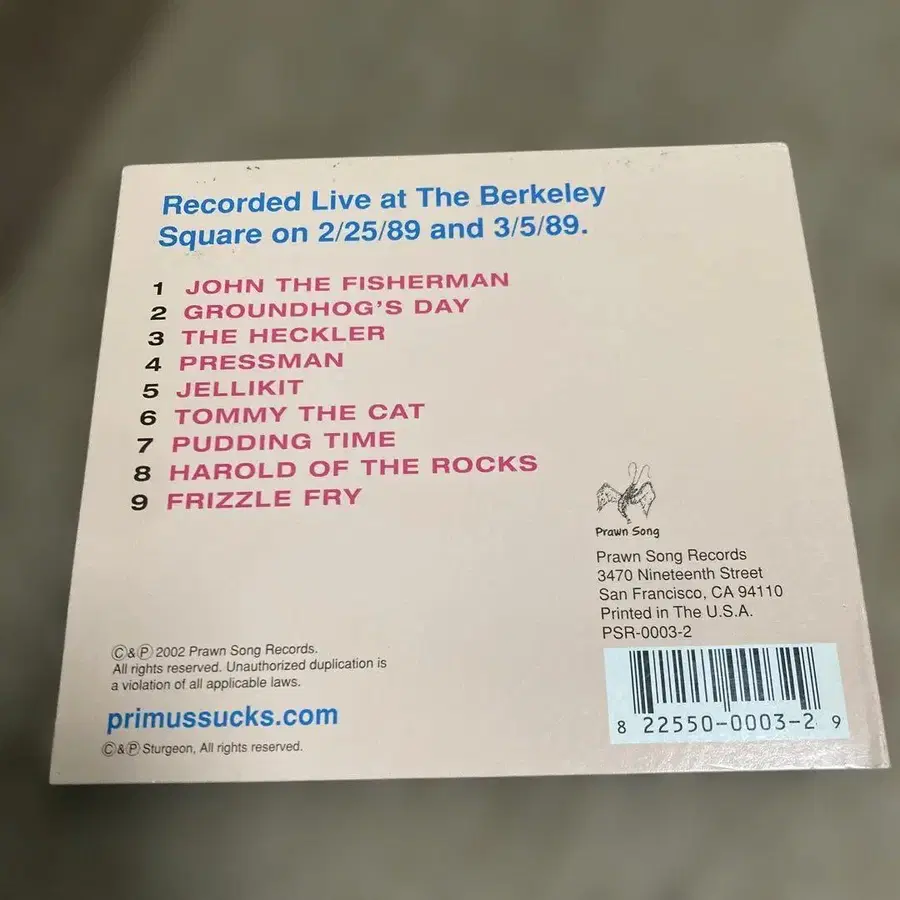 Recorded Live at The Berkeley
Square on 2/25/89 and 3/5/89.
1 JOHN THE FISHERMAN
2 GROUNDHOG'S DAY
3 THE HECKLER
4 PRESSMAN
5 JELLIKIT
6 TOMMY THE CAT
7 PUDDING TIME
8 HAROLD OF THE ROCKS
9 FRIZZLE FRY
Prawn Song
Prawn Song Records
3470 Nineteenth Street
San Francisco, CA 94110
Printed in The U.S.A.
PSR-0003-2
8 22550-0003-2 9
©&℗ 2002 Prawn Song Records.
All rights reserved. Unauthorized duplication is
a violation of all applicable laws.
primussucks.com
©&℗ Sturgeon, All rights reserved.